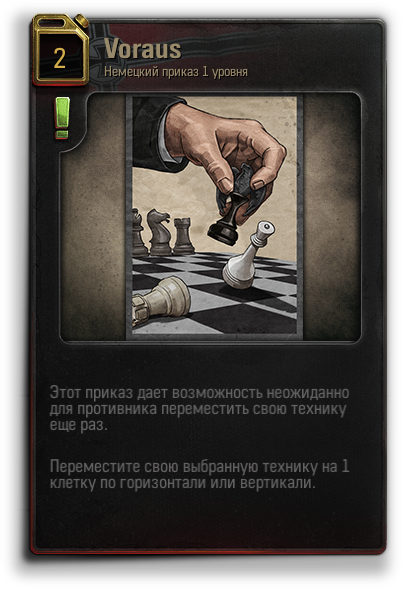 2
Voraus
Немецкий приказ 1 уровня
Этот приказ дает возможность неожиданно
для противника переместить свою технику
еще раз.
Переместите свою выбранную технику на 1
клетку по горизонтали или вертикали.